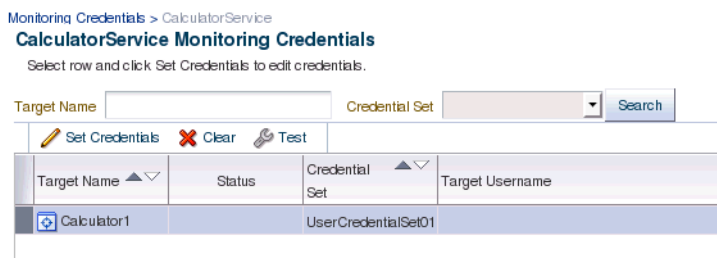 Monitoring Credentials > CalculatorService
CalculatorService Monitoring Credentials
Select row and click Set Credentials to edit credentials.
Target Name Credential Set Search
Set Credentials Clear Test
Target Name Status Credential Set Target Username
Calculator1 UserCredentialSet01